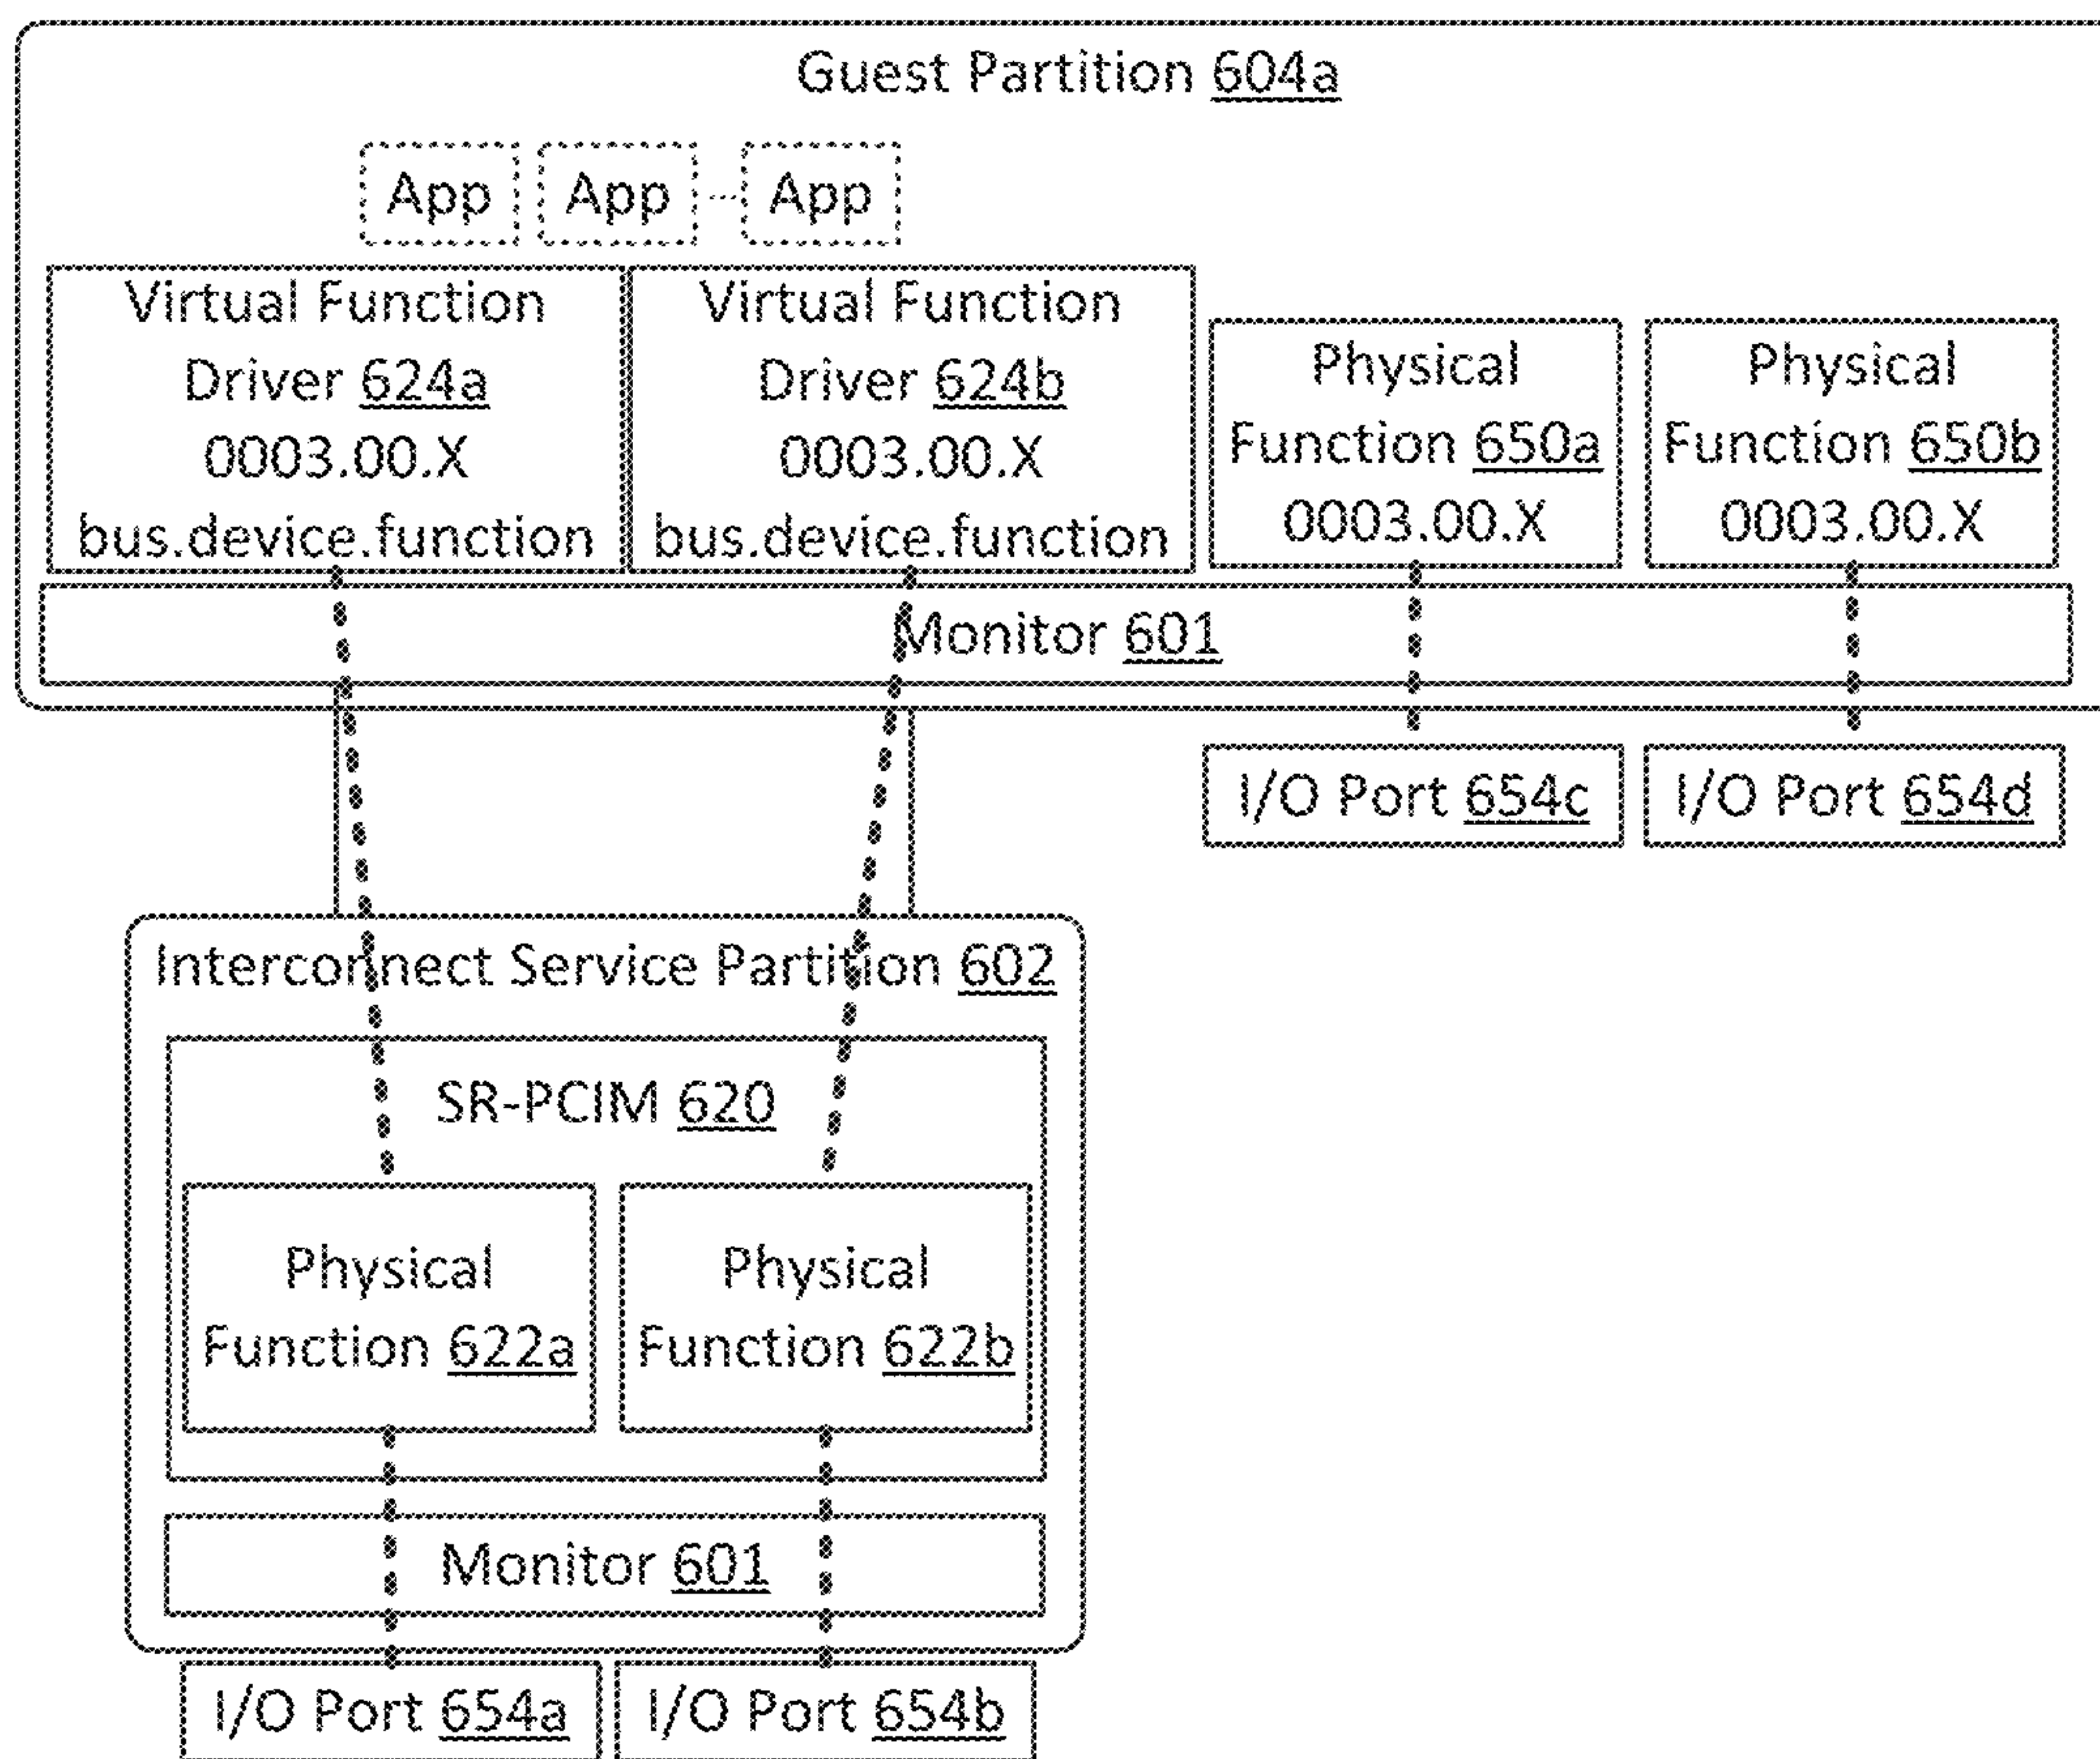 Guest Partition 604a
App App App
Virtual Function
Driver 624a
0003.00.X
bus.device.function
Virtual Function
Driver 624b
0003.00.X
bus.device.function
Physical
Function 650a
0003.00.X
Physical
Function 650b
0003.00.X
Monitor 601
I/O Port 654c
I/O Port 654d
Interconnect Service Partition 602
SR-PCIM 620
Physical
Function 622a
Physical
Function 622b
Monitor 601
I/O Port 654a
I/O Port 654b